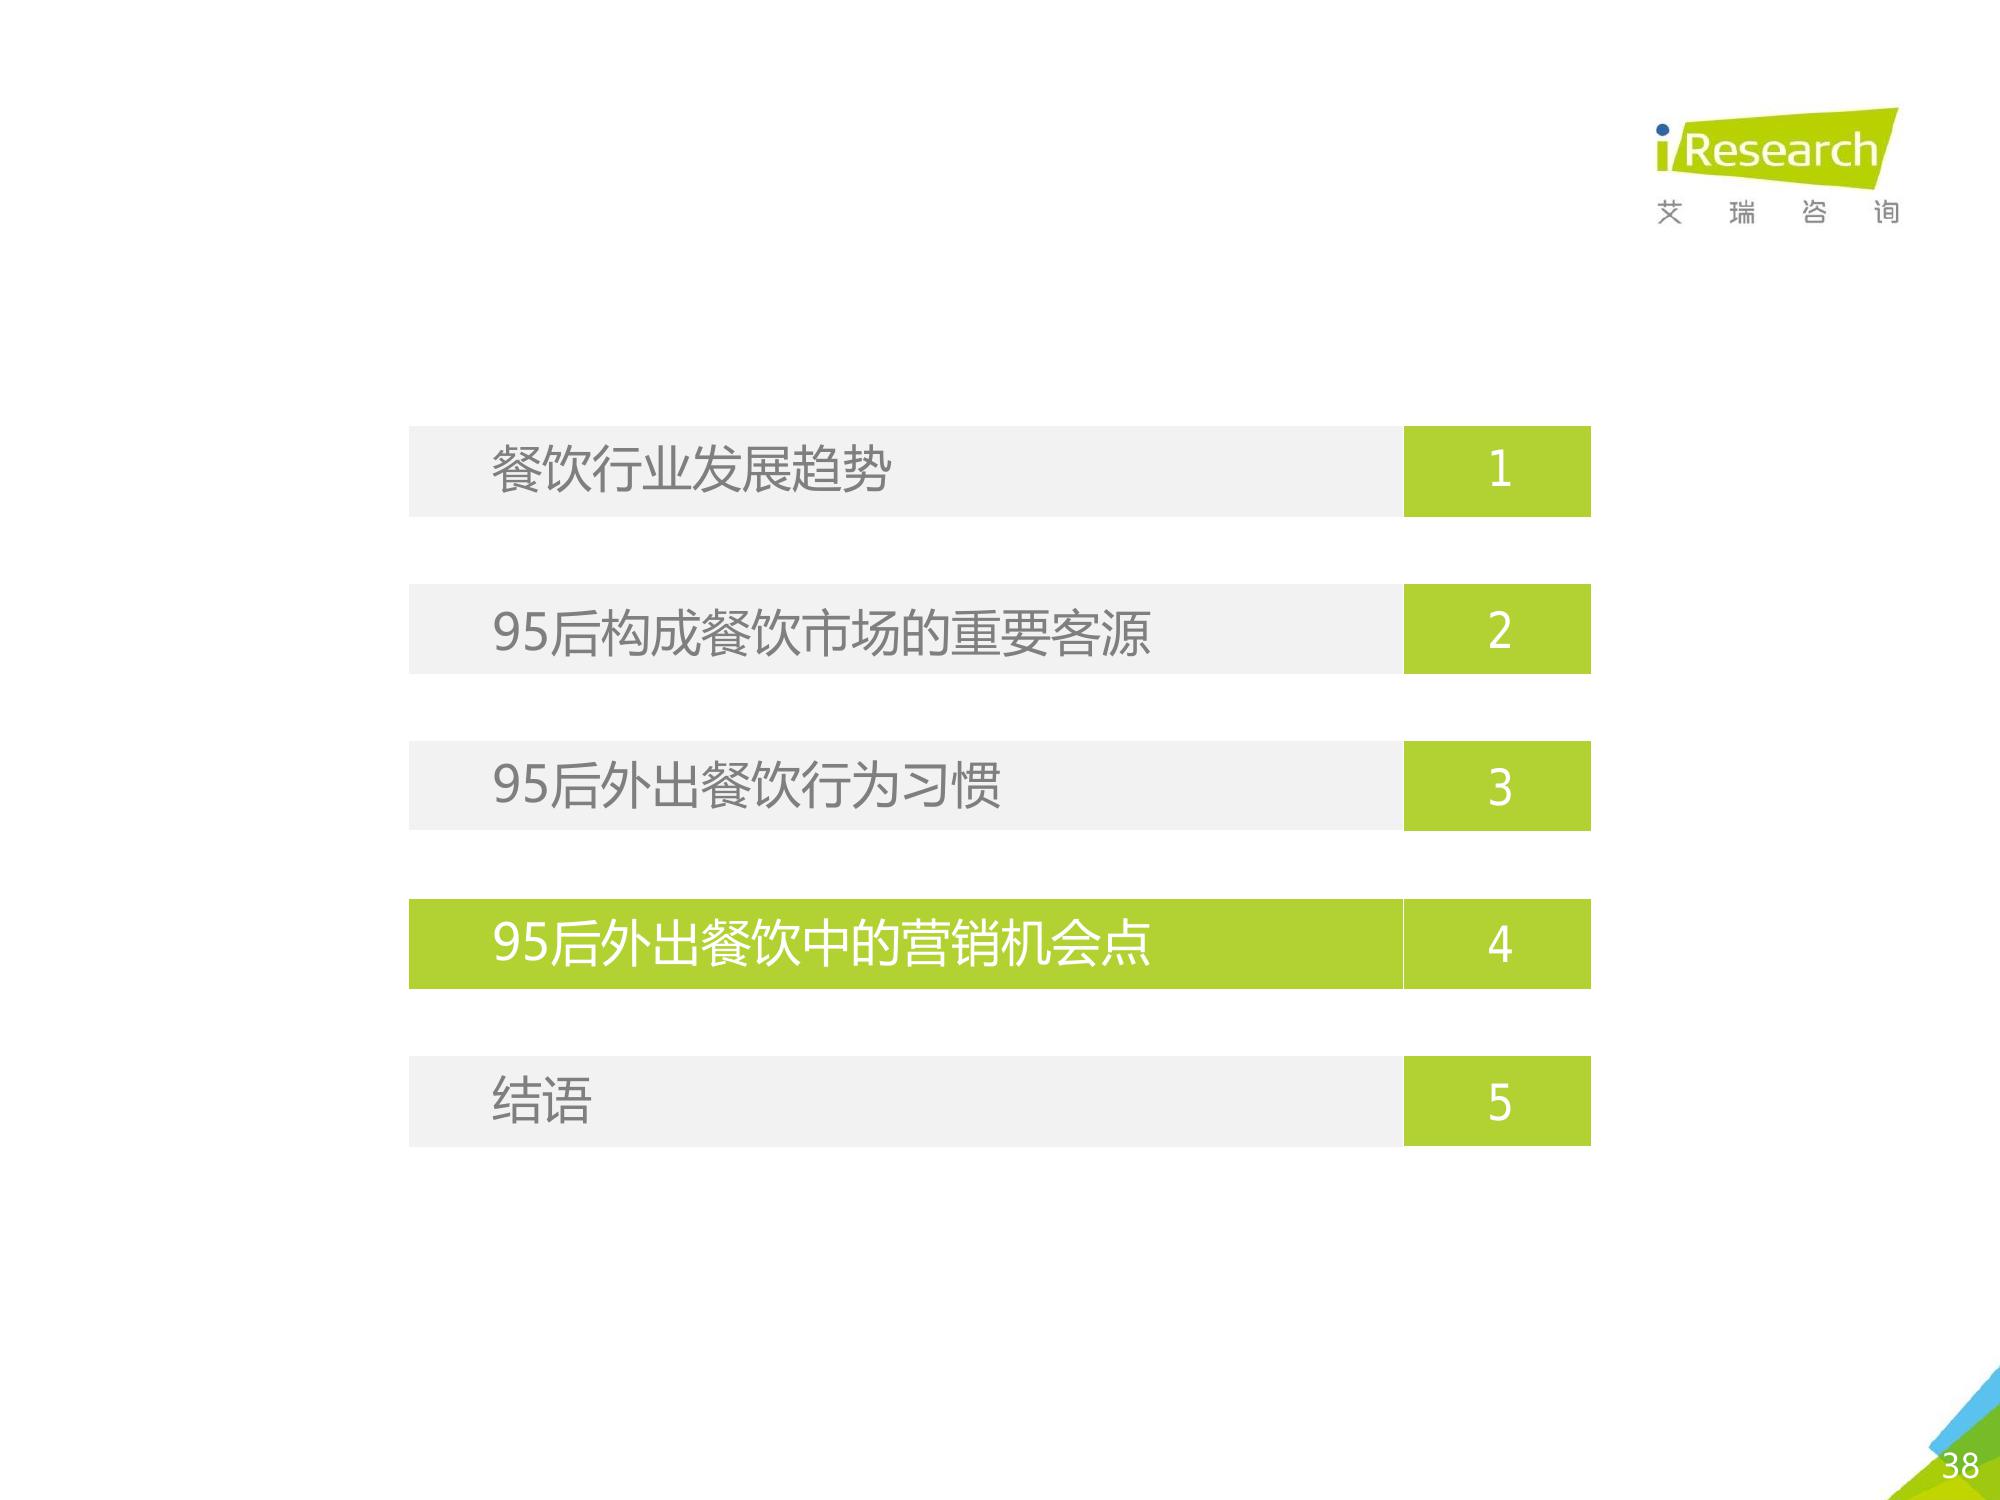 iResearch
艾瑞咨询
餐饮行业发展趋势 1
95后构成餐饮市场的重要客源 2
95后外出餐饮行为习惯 3
95后外出餐饮中的营销机会点 4
结语 5
38